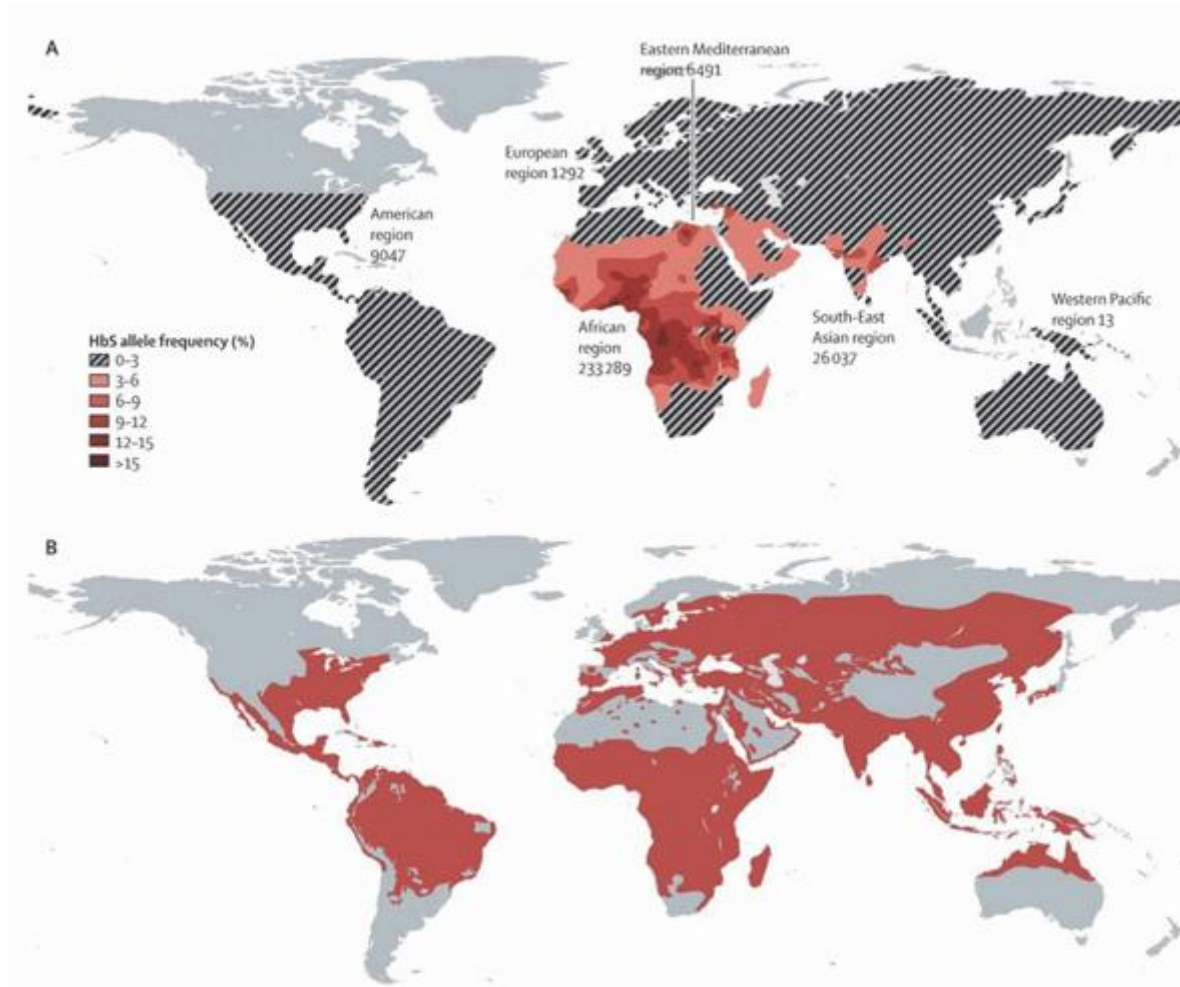 A
Eastern Mediterranean
region 6491
European
region 1292
American
region
9047
HbS allele frequency (%)
0–3
3–6
6–9
9–12
12–15
>15
African
region
233 289
South-East
Asian region
26 037
Western Pacific
region 13
B